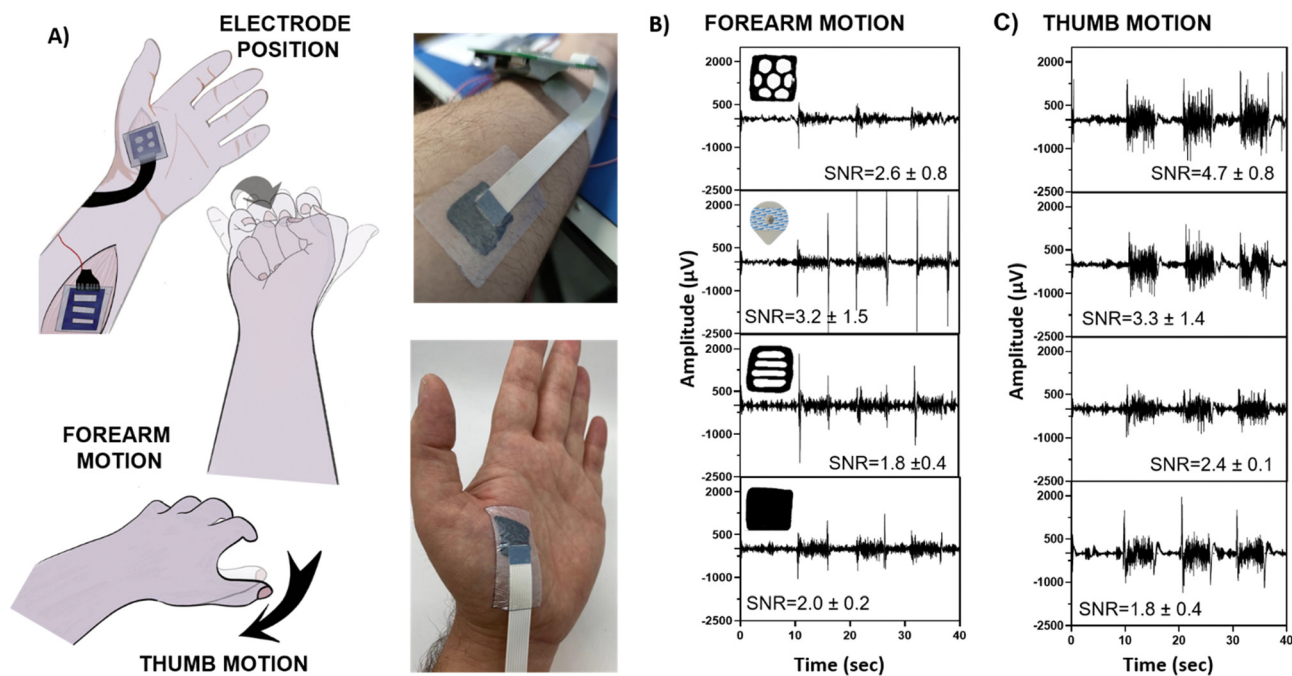 A)
ELECTRODE
POSITION
FOREARM
MOTION
THUMB MOTION
B)
FOREARM MOTION
Amplitude (µV)
2000
500
-1000
-2500
SNR=2.6 ± 0.8
2000
500
-1000
-2500
SNR=3.2 ± 1.5
2000
500
-1000
-2500
SNR=1.8 ±0.4
2000
500
-1000
-2500
SNR=2.0 ± 0.2
0 10 20 30 40
Time (sec)
C)
THUMB MOTION
Amplitude (µV)
2000
500
-1000
-2500
SNR=4.7 ± 0.8
2000
500
-1000
-2500
SNR=3.3 ± 1.4
2000
500
-1000
-2500
SNR=2.4 ± 0.1
2000
500
-1000
-2500
SNR=1.8 ± 0.4
0 10 20 30 40
Time (sec)